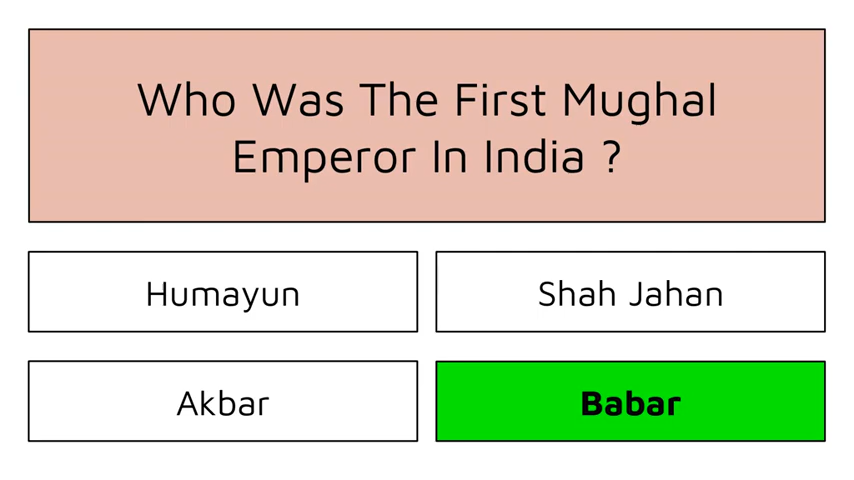 Who Was The First Mughal
Emperor In India ?
Humayun
Shah Jahan
Akbar
Babar